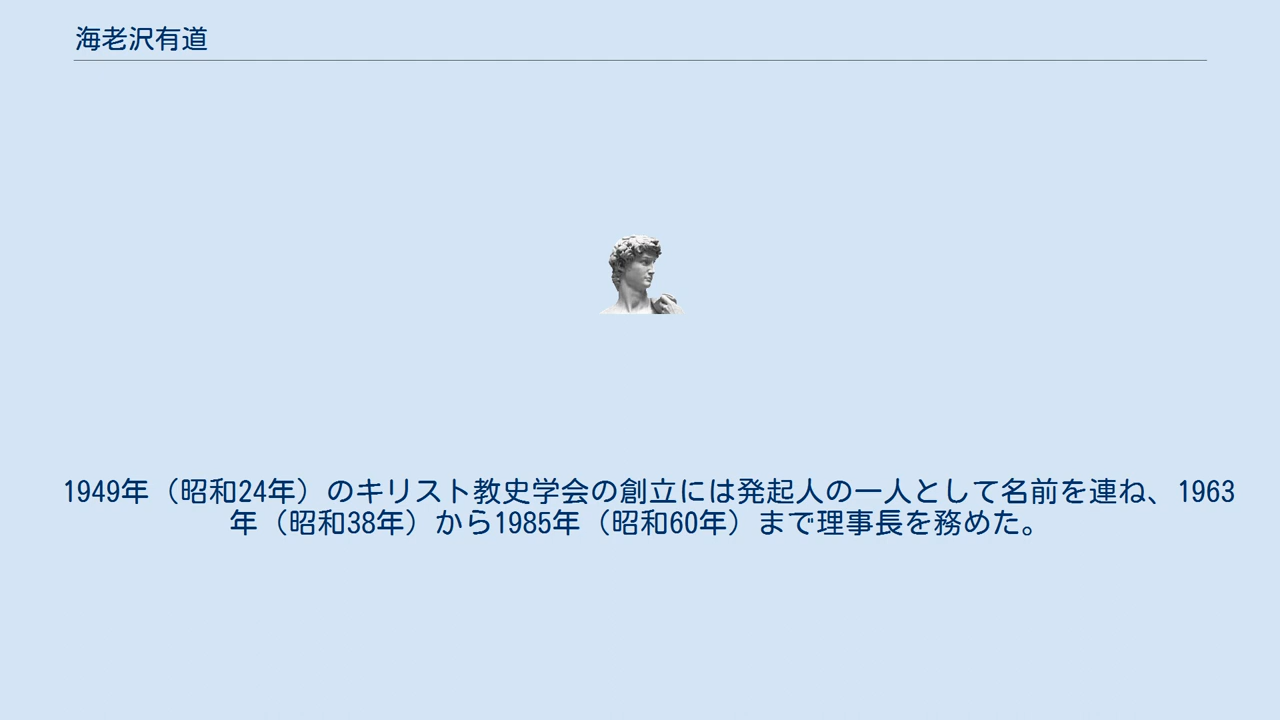 海老沢有道
1949年（昭和24年）のキリスト教史学会の創立には発起人の一人として名前を連ね、1963
年（昭和38年）から1985年（昭和60年）まで理事長を務めた。